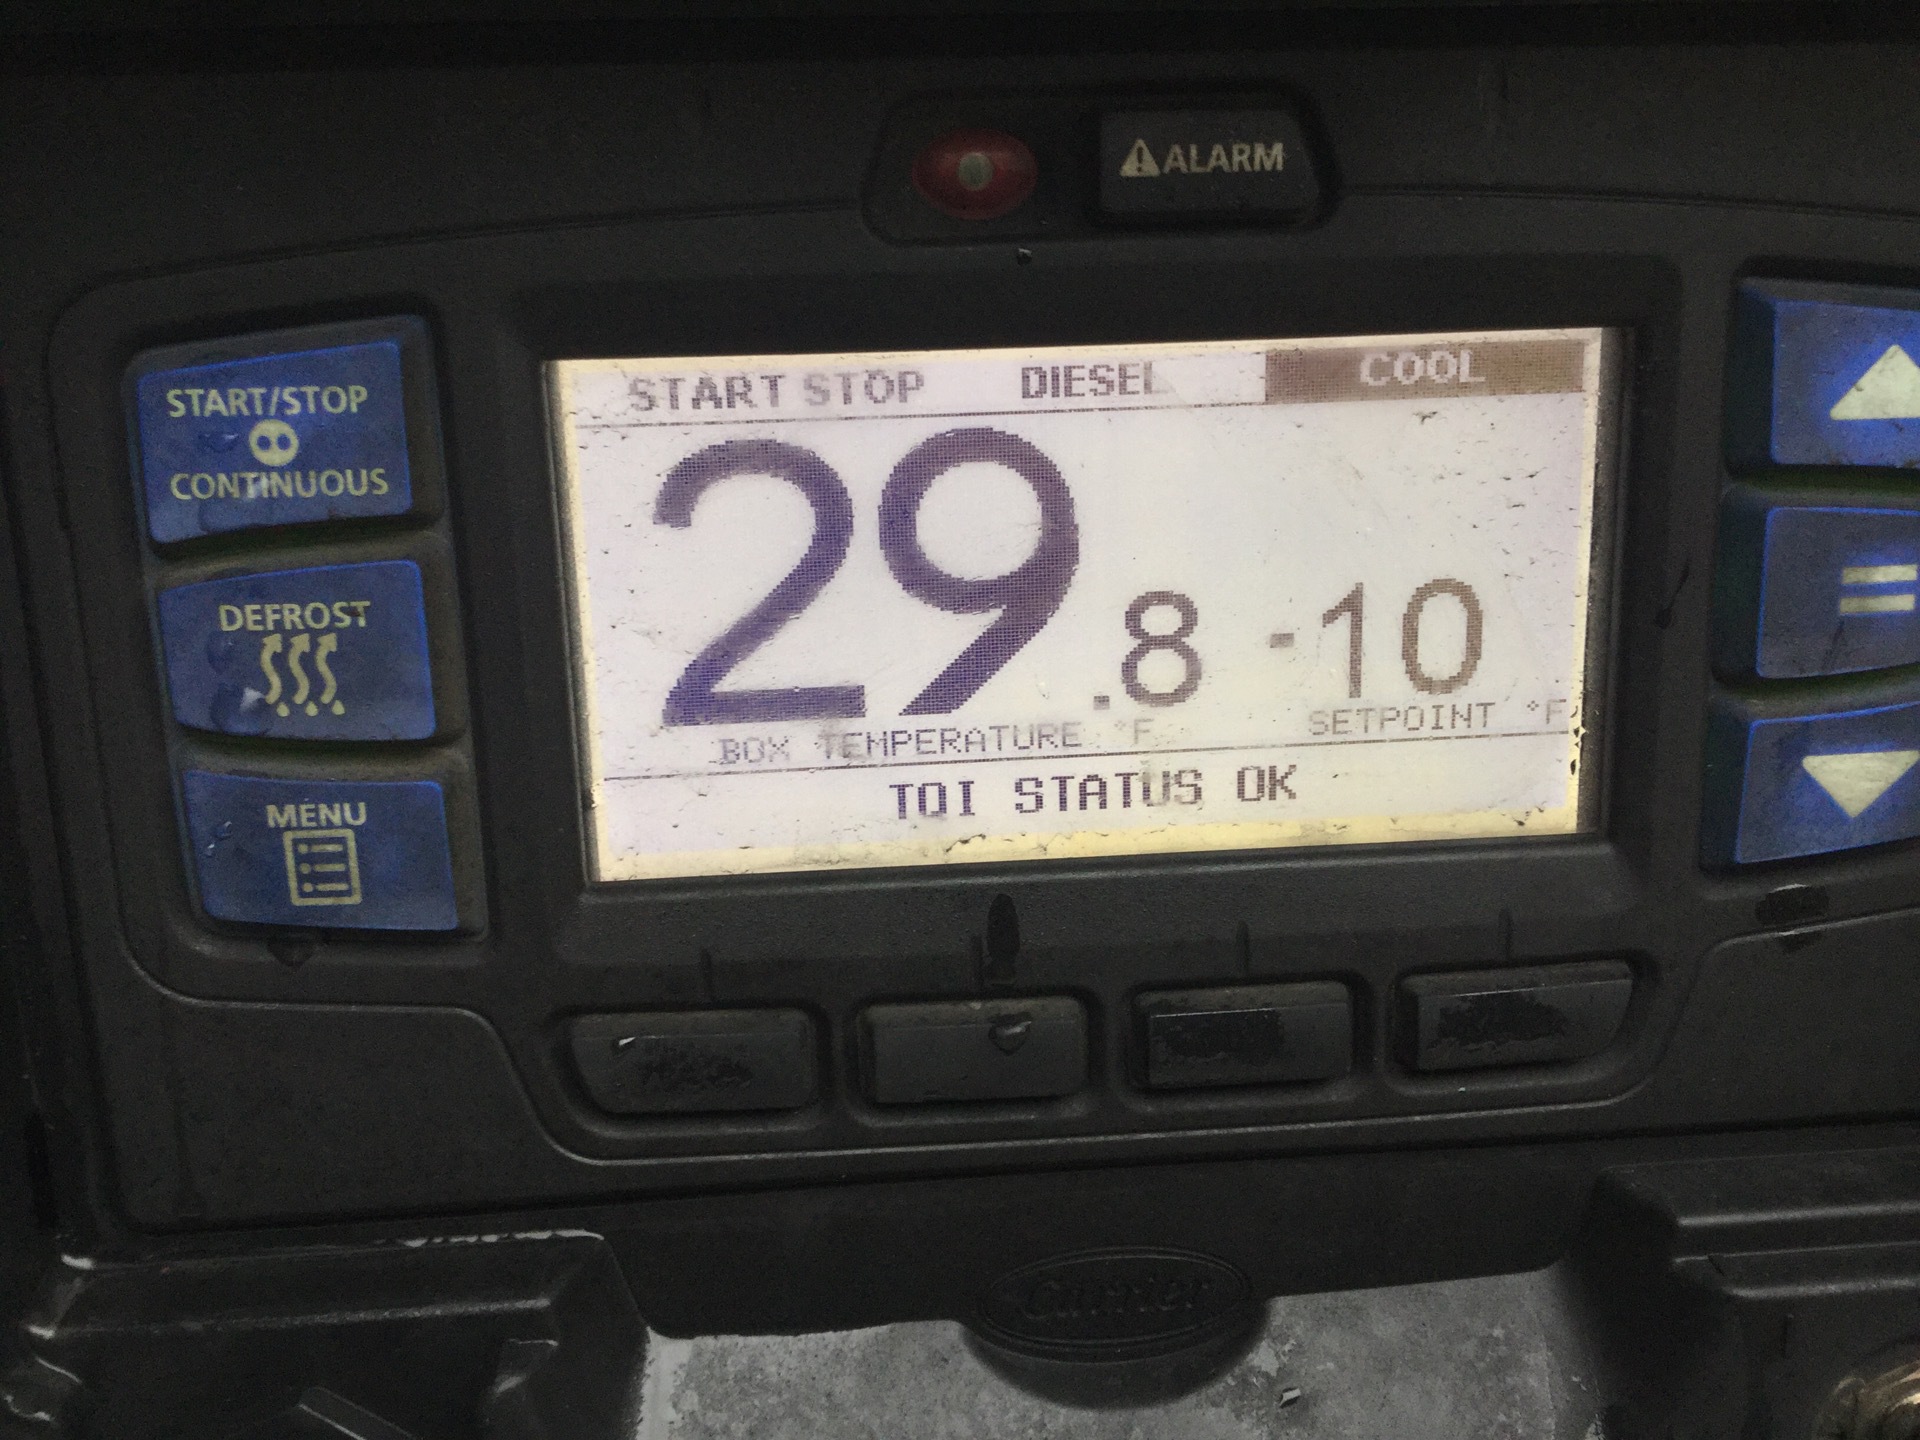 ALARM
START/STOP
CONTINUOUS
DEFROST
MENU
START STOP DIESEL COOL
29.8 -10
BOX TEMPERATURE °F SETPOINT °F
TQI STATUS OK
Carrier